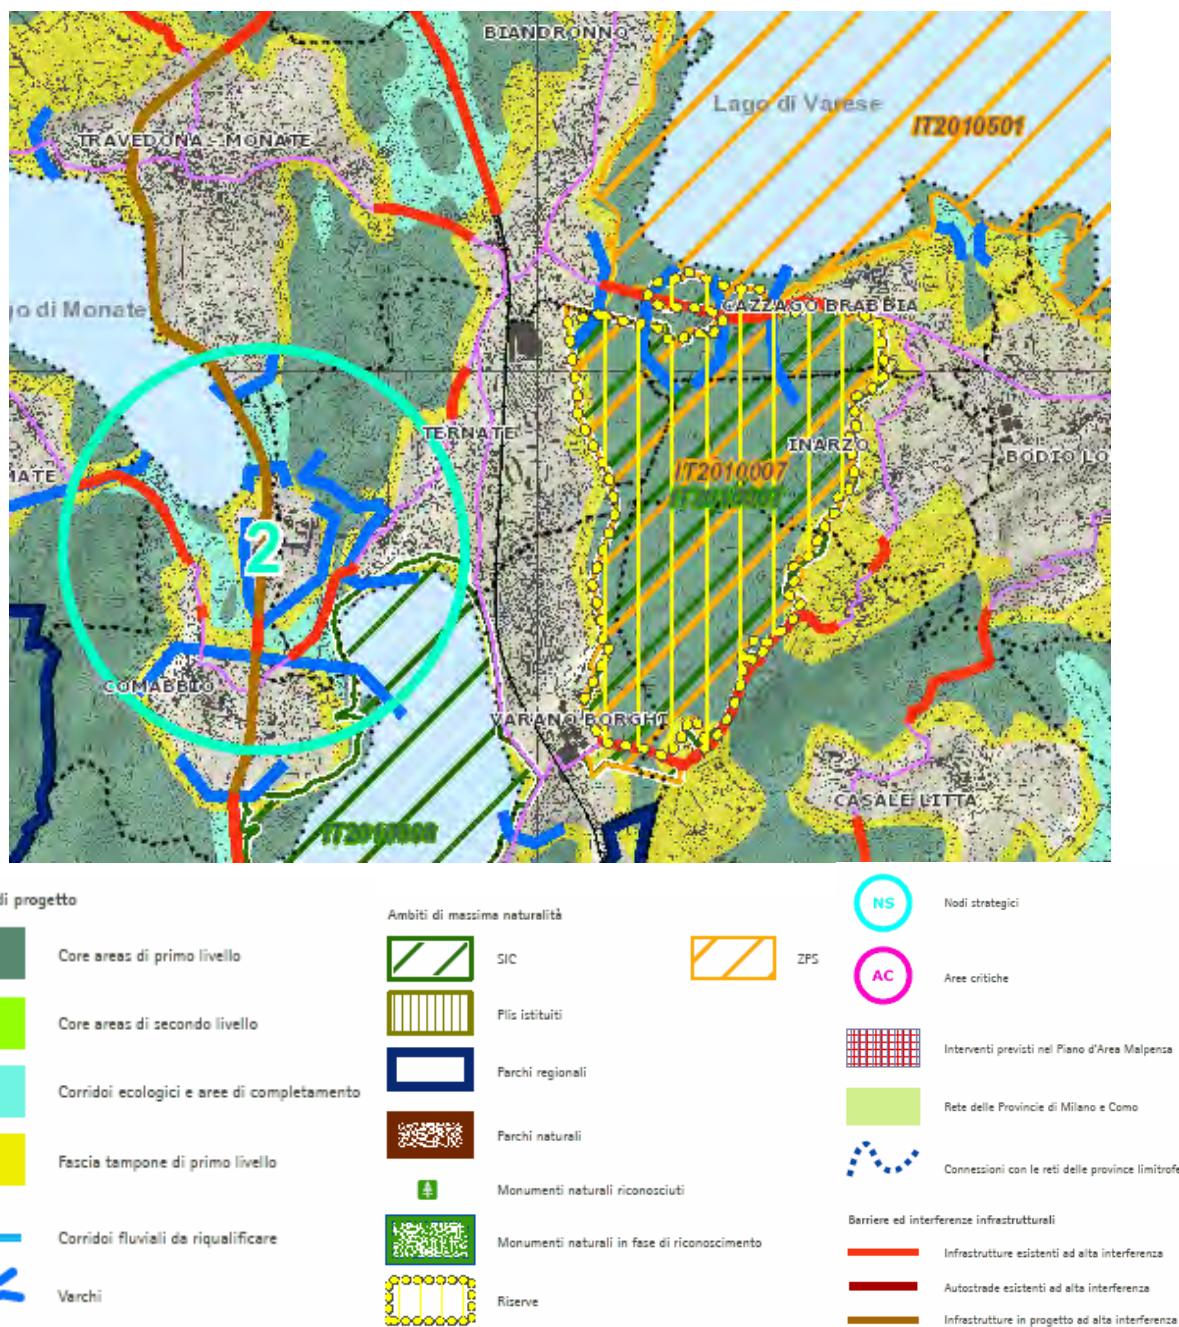 BIANDRONNO
Lago di Varese
IT2010501
TRAVEDONA - MONATE
go di Monate
CAZZAGO BRABBIA
TERNATE
INARZO
BODIO LO
IT2010007
MATE
2
COMABBIO
VARANO BORGHI
CASALE LITTA
di progetto
Core areas di primo livello
Core areas di secondo livello
Corridoi ecologici e aree di completamento
Fascia tampone di primo livello
Corridoi fluviali da riqualificare
Varchi
Ambiti di massima naturalità
SIC
ZPS
Plis istituiti
Parchi regionali
Parchi naturali
Monumenti naturali riconosciuti
Monumenti naturali in fase di riconoscimento
Riserve
NS
Nodi strategici
AC
Aree critiche
Interventi previsti nel Piano d'Area Malpensa
Rete delle Provincie di Milano e Como
Connessioni con le reti delle province limitrofe
Barriere ed interferenze infrastrutturali
Infrastrutture esistenti ad alta interferenza
Autostrade esistenti ad alta interferenza
Infrastrutture in progetto ad alta interferenza